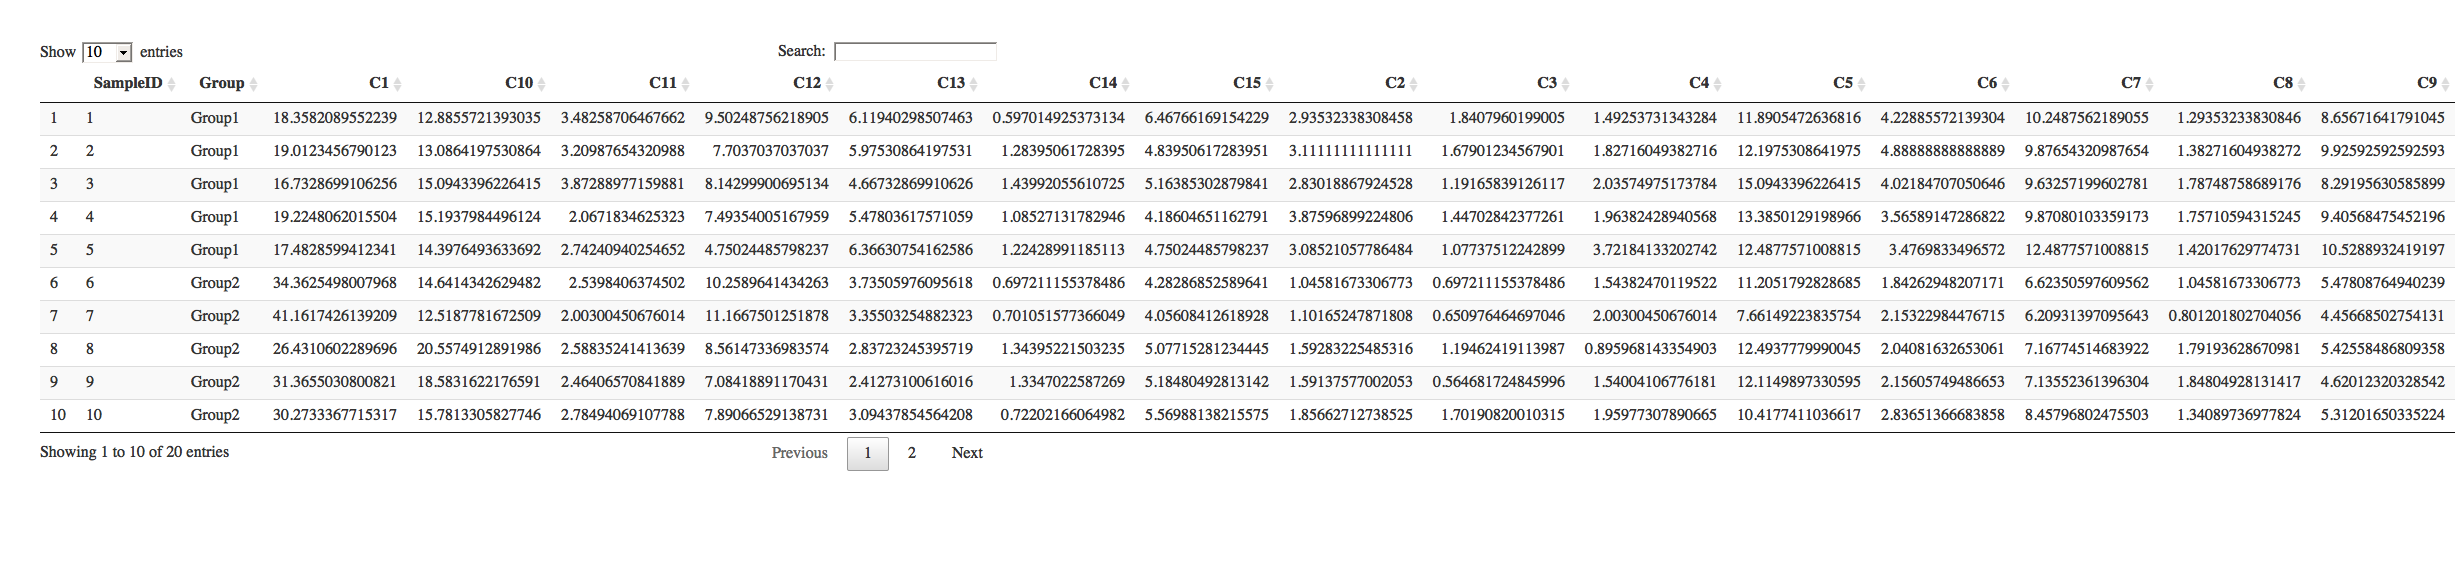 Show 10 entries Search:
SampleID Group C1 C10 C11 C12 C13 C14 C15 C2 C3 C4 C5 C6 C7 C8 C9
1 1 Group1 18.3582089552239 12.8855721393035 3.48258706467662 9.50248756218905 6.11940298507463 0.597014925373134 6.46766169154229 2.93532338308458 1.8407960199005 1.49253731343284 11.8905472636816 4.22885572139304 10.2487562189055 1.29353233830846 8.65671641791045
2 2 Group1 19.0123456790123 13.0864197530864 3.20987654320988 7.7037037037037 5.97530864197531 1.28395061728395 4.83950617283951 3.11111111111111 1.67901234567901 1.82716049382716 12.1975308641975 4.88888888888889 9.87654320987654 1.38271604938272 9.92592592592593
3 3 Group1 16.7328699106256 15.0943396226415 3.87288977159881 8.14299900695134 4.66732869910626 1.43992055610725 5.16385302879841 2.83018867924528 1.19165839126117 2.03574975173784 15.0943396226415 4.02184707050646 9.63257199602781 1.78748758689176 8.29195630585899
4 4 Group1 19.2248062015504 15.1937984496124 2.0671834625323 7.49354005167959 5.47803617571059 1.08527131782946 4.18604651162791 3.87596899224806 1.44702842377261 1.96382428940568 13.3850129198966 3.56589147286822 9.87080103359173 1.75710594315245 9.40568475452196
5 5 Group1 17.4828599412341 14.3976493633692 2.74240940254652 4.75024485798237 6.36630754162586 1.22428991185113 4.75024485798237 3.08521057786484 1.07737512242899 3.72184133202742 12.4877571008815 3.4769833496572 12.4877571008815 1.42017629774731 10.5288932419197
6 6 Group2 34.3625498007968 14.6414342629482 2.5398406374502 10.2589641434263 3.73505976095618 0.697211155378486 4.28286852589641 1.04581673306773 0.697211155378486 1.54382470119522 11.2051792828685 1.84262948207171 6.62350597609562 1.04581673306773 5.47808764940239
7 7 Group2 41.1617426139209 12.5187781672509 2.00300450676014 11.1667501251878 3.35503254882323 0.701051577366049 4.05608412618928 1.10165247871808 0.650976464697046 2.00300450676014 7.66149223835754 2.15322984476715 6.20931397095643 0.801201802704056 4.45668502754131
8 8 Group2 26.4310602289696 20.5574912891986 2.58835241413639 8.56147336983574 2.83723245395719 1.34395221503235 5.07715281234445 1.59283225485316 1.19462419113987 0.895968143354903 12.4937779990045 2.04081632653061 7.16774514683922 1.79193628670981 5.42558486809358
9 9 Group2 31.3655030800821 18.5831622176591 2.46406570841889 7.08418891170431 2.41273100616016 1.3347022587269 5.18480492813142 1.59137577002053 0.564681724845996 1.54004106776181 12.1149897330595 2.15605749486653 7.13552361396304 1.84804928131417 4.62012320328542
10 10 Group2 30.2733367715317 15.7813305827746 2.78494069107788 7.89066529138731 3.09437854564208 0.72202166064982 5.56988138215575 1.85662712738525 1.70190820010315 1.95977307890665 10.4177411036617 2.83651366683858 8.45796802475503 1.34089736977824 5.31201650335224
Showing 1 to 10 of 20 entries Previous 1 2 Next